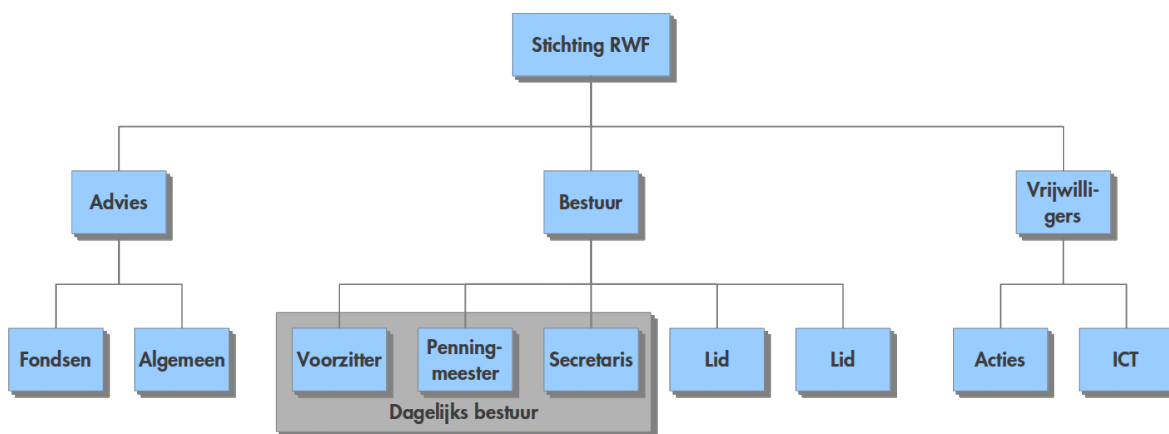 Stichting RWF
Advies
Bestuur
Vrijwilli-
gers
Fondsen
Algemeen
Voorzitter
Penning-
meester
Secretaris
Lid
Lid
Acties
ICT
Dagelijks bestuur